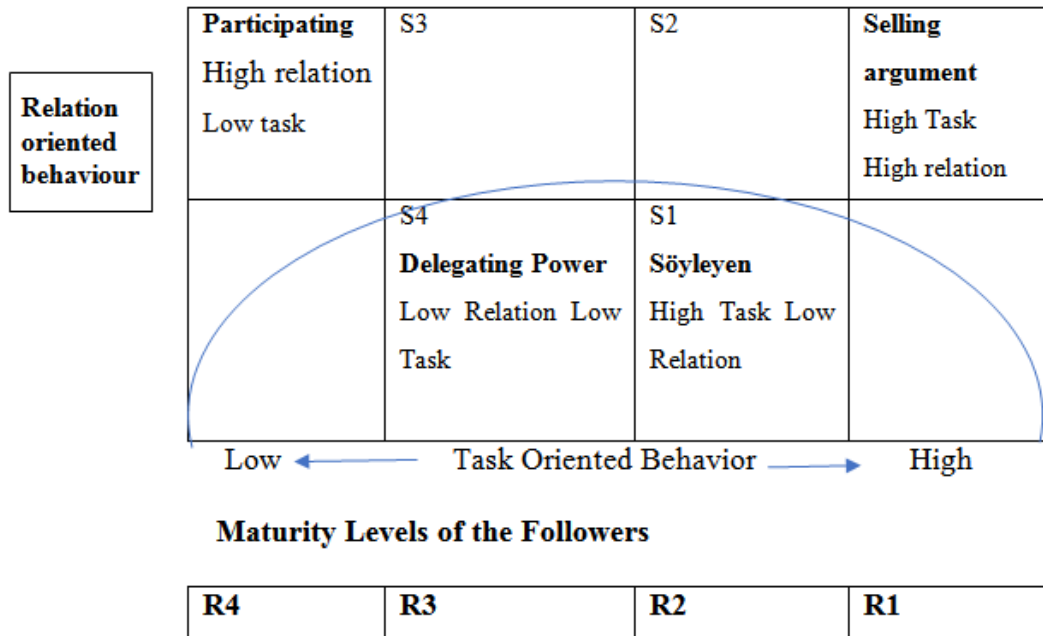 Relation
oriented
behaviour
Participating
High relation
Low task
S3
S2
Selling
argument
High Task
High relation
S4
Delegating Power
Low Relation Low
Task
S1
Söyleyen
High Task Low
Relation
Low
Task Oriented Behavior
High
Maturity Levels of the Followers
R4
R3
R2
R1